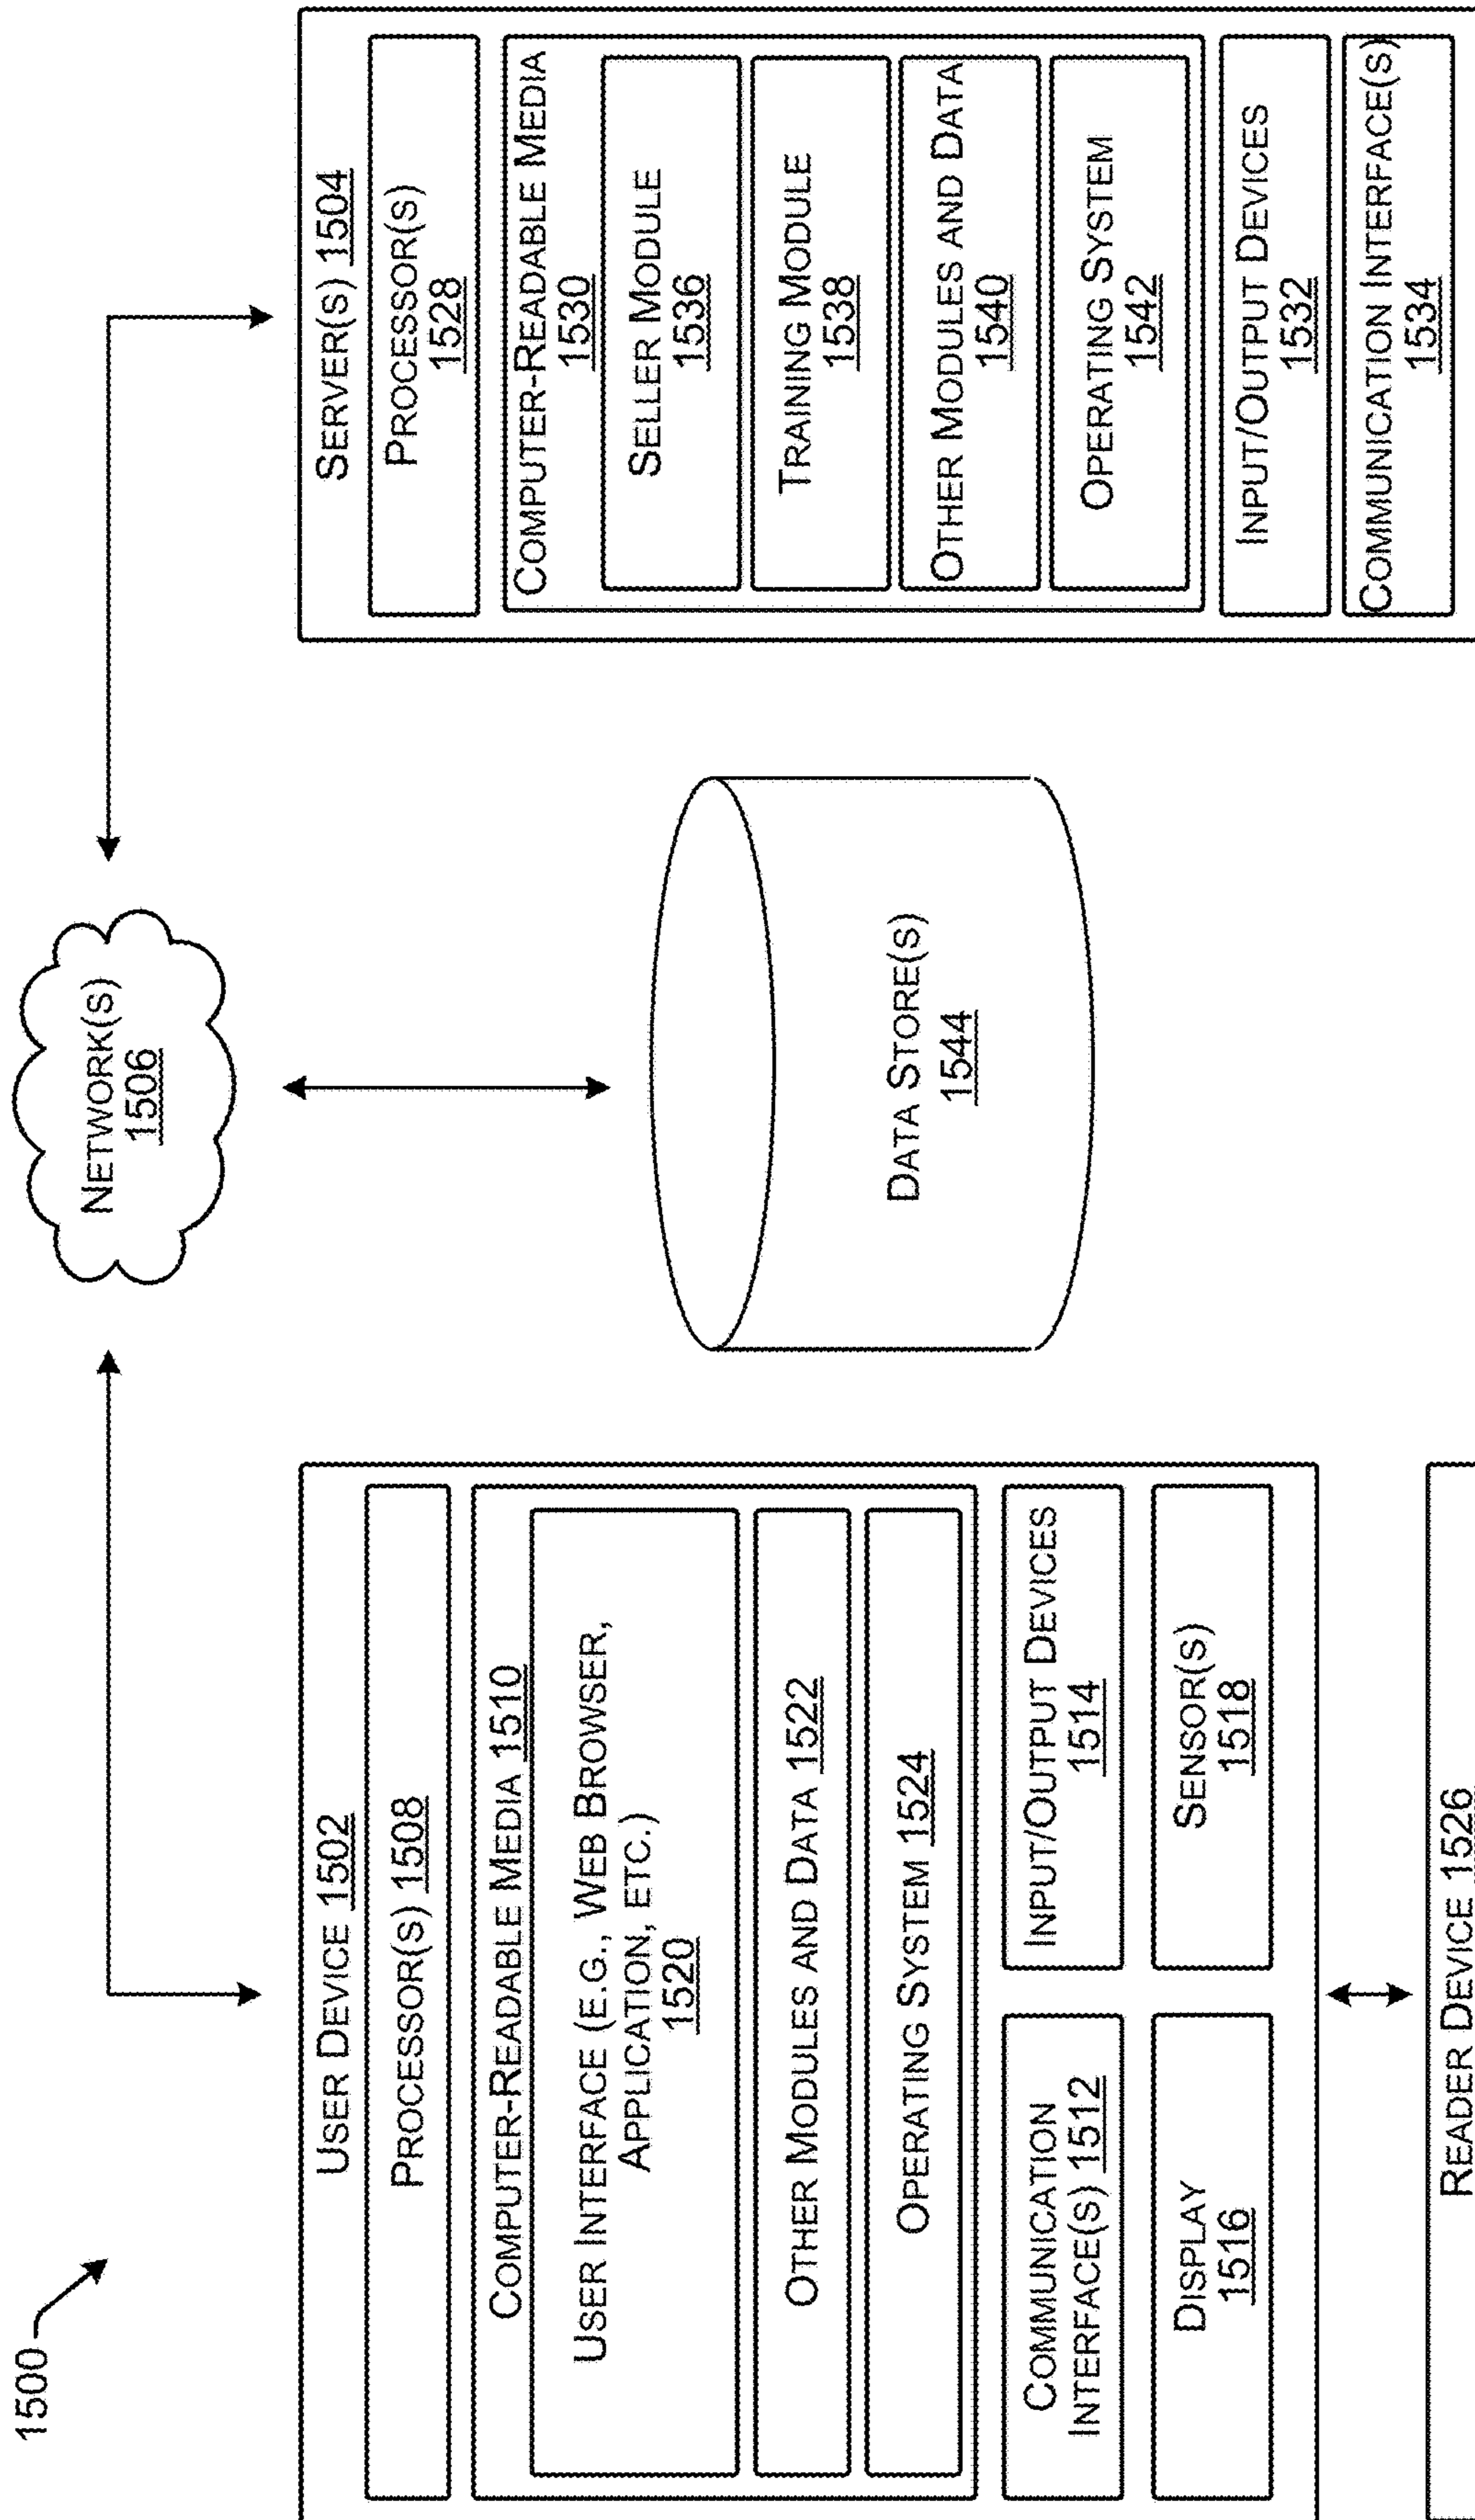 1500
NETWORK(S)
1506
USER DEVICE 1502
PROCESSOR(S) 1508
COMPUTER-READABLE MEDIA 1510
USER INTERFACE (E.G., WEB BROWSER,
APPLICATION, ETC.)
1520
OTHER MODULES AND DATA 1522
OPERATING SYSTEM 1524
COMMUNICATION
INTERFACE(S) 1512
INPUT/OUTPUT DEVICES
1514
DISPLAY
1516
SENSOR(S)
1518
READER DEVICE 1526
DATA STORE(S)
1544
SERVER(S) 1504
PROCESSOR(S)
1528
COMPUTER-READABLE MEDIA
1530
SELLER MODULE
1536
TRAINING MODULE
1538
OTHER MODULES AND DATA
1540
OPERATING SYSTEM
1542
INPUT/OUTPUT DEVICES
1532
COMMUNICATION INTERFACE(S)
1534